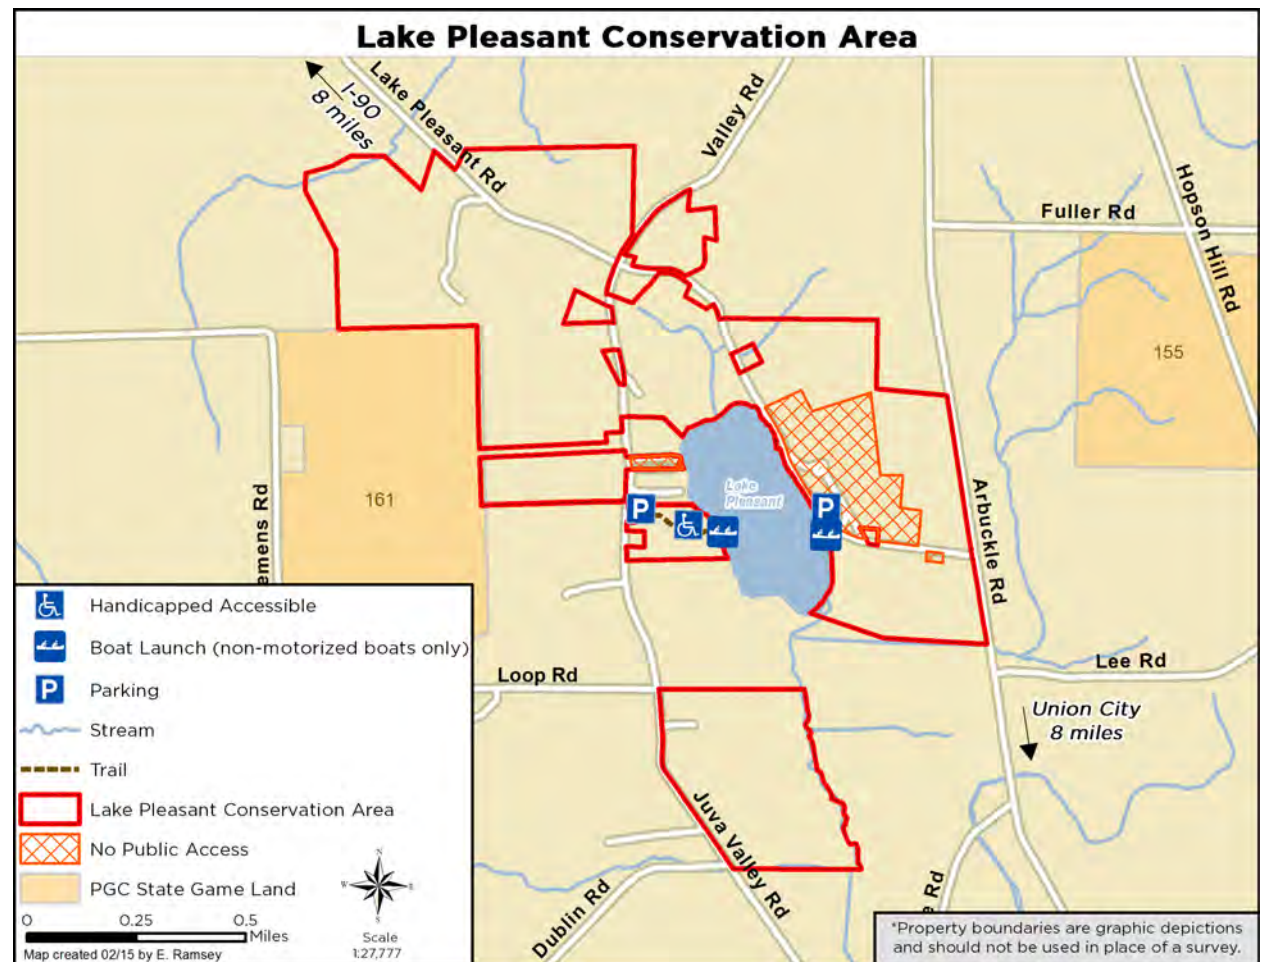 Lake Pleasant Conservation Area
I-90
8 miles
Lake Pleasant Rd
Valley Rd
Fuller Rd
Hopson Hill Rd
155
161
Lake
Pleasant
P
P
emens Rd
Arbuckle Rd
Loop Rd
Lee Rd
Union City
8 miles
Juva Valley Rd
Dublin Rd
e Rd
Handicapped Accessible
Boat Launch (non-motorized boats only)
P
Parking
Stream
Trail
Lake Pleasant Conservation Area
No Public Access
PGC State Game Land
N
W
E
S
0 0.25 0.5
Miles
Scale
1:27,777
Map created 02/15 by E. Ramsey
*Property boundaries are graphic depictions
and should not be used in place of a survey.